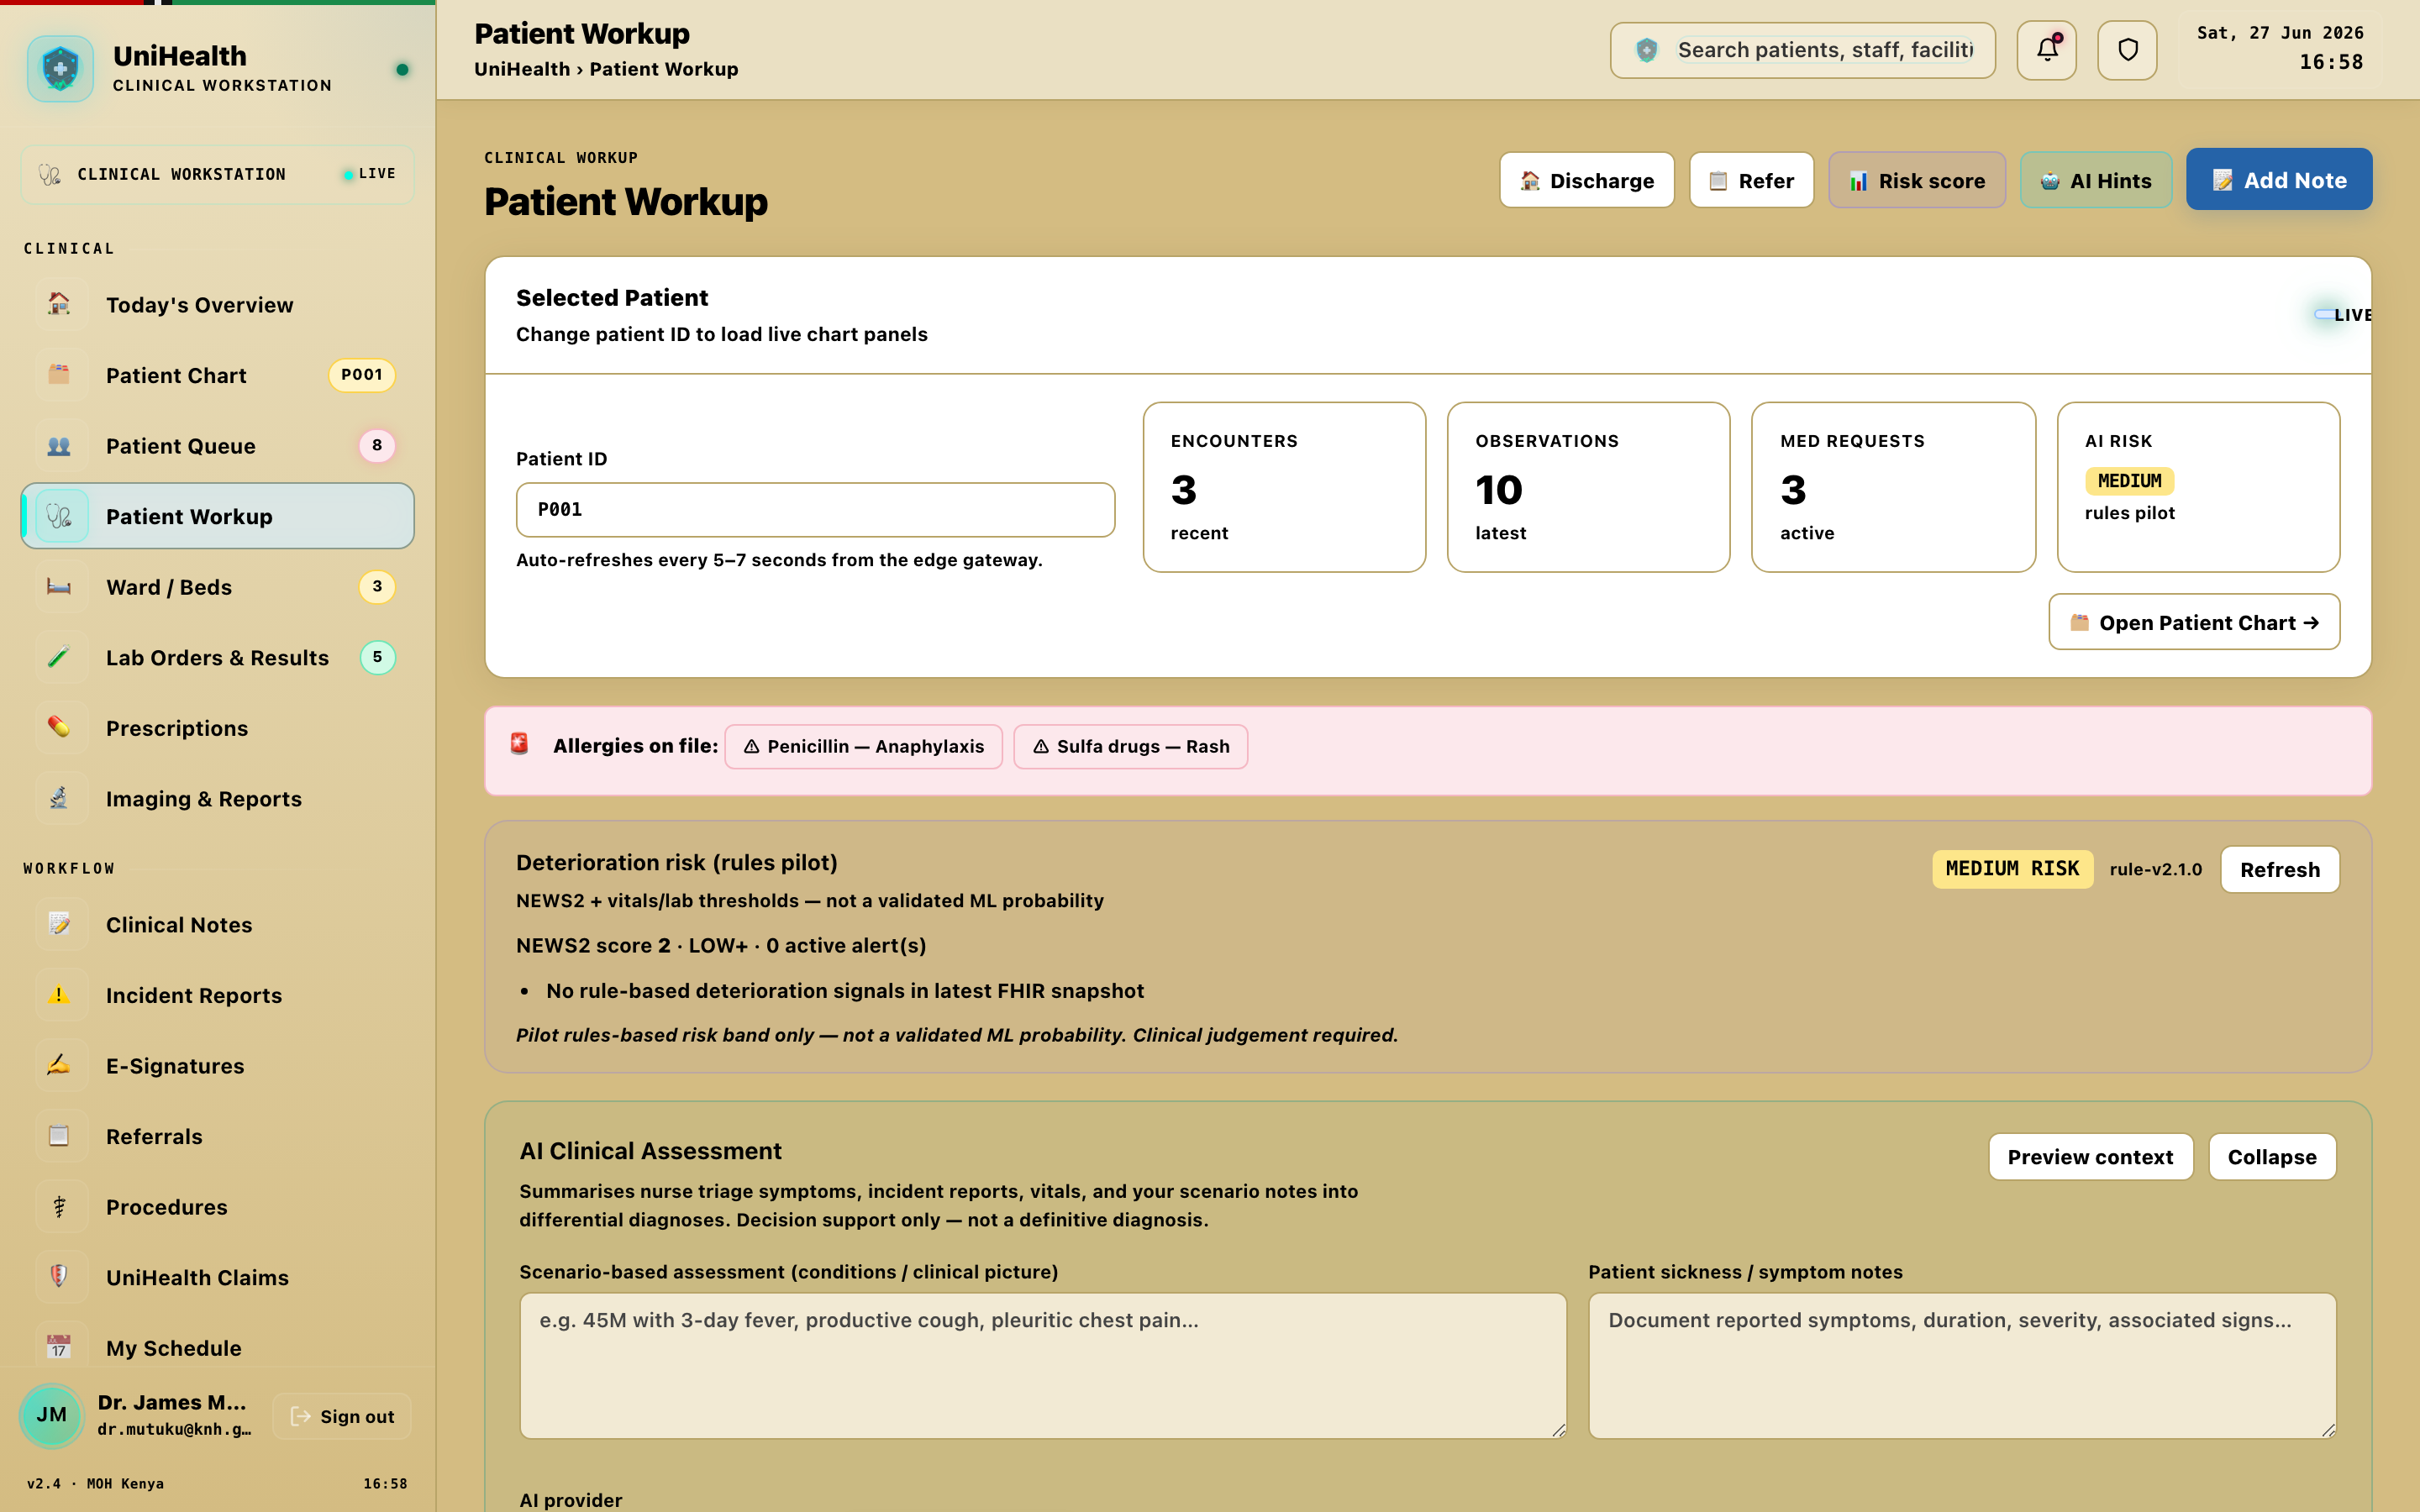 UniHealth
CLINICAL WORKSTATION
CLINICAL WORKSTATION
LIVE
CLINICAL
Today's Overview
Patient Chart
P001
Patient Queue
8
Patient Workup
Ward / Beds
3
Lab Orders & Results
5
Prescriptions
Imaging & Reports
WORKFLOW
Clinical Notes
Incident Reports
E-Signatures
Referrals
Procedures
UniHealth Claims
My Schedule
JM
Dr. James M...
dr.mutuku@knh.g…
Sign out
v2.4 · MOH Kenya
16:58
Patient Workup
UniHealth › Patient Workup
Search patients, staff, faciliti
Sat, 27 Jun 2026
16:58
CLINICAL WORKUP
Patient Workup
Discharge
Refer
Risk score
AI Hints
Add Note
Selected Patient
Change patient ID to load live chart panels
LIVE
Patient ID
P001
Auto-refreshes every 5–7 seconds from the edge gateway.
ENCOUNTERS
3
recent
OBSERVATIONS
10
latest
MED REQUESTS
3
active
AI RISK
MEDIUM
rules pilot
Open Patient Chart →
Allergies on file:
⚠ Penicillin — Anaphylaxis
⚠ Sulfa drugs — Rash
Deterioration risk (rules pilot)
NEWS2 + vitals/lab thresholds — not a validated ML probability
MEDIUM RISK
rule-v2.1.0
Refresh
NEWS2 score 2 · LOW+ · 0 active alert(s)
• No rule-based deterioration signals in latest FHIR snapshot
Pilot rules-based risk band only — not a validated ML probability. Clinical judgement required.
AI Clinical Assessment
Summarises nurse triage symptoms, incident reports, vitals, and your scenario notes into
differential diagnoses. Decision support only — not a definitive diagnosis.
Preview context
Collapse
Scenario-based assessment (conditions / clinical picture)
e.g. 45M with 3-day fever, productive cough, pleuritic chest pain...
Patient sickness / symptom notes
Document reported symptoms, duration, severity, associated signs...
AI provider